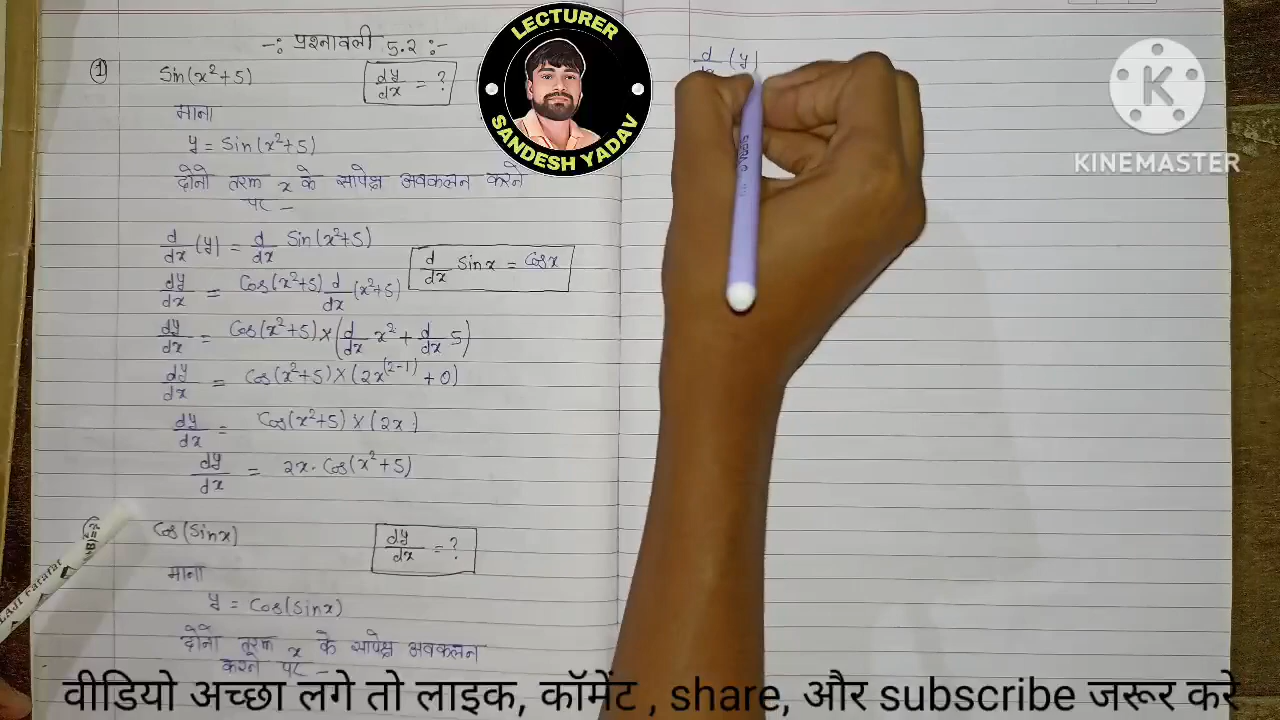 -: प्रश्नावली 5.2 :-
① Sin(x²+5)
dy/dx = ?
माना
y = Sin(x²+5)
दोनो तरफ x के सापेक्ष अवकलन करने
पर -
d/dx (y) = d/dx Sin(x²+5)
d/dx Sinx = Cosx
dy/dx = Cos(x²+5) d/dx (x²+5)
dy/dx = Cos(x²+5) × (d/dx x² + d/dx 5)
dy/dx = Cos(x²+5) × (2x⁽²⁻¹⁾ + 0)
dy/dx = Cos(x²+5) × (2x)
dy/dx = 2x. Cos(x²+5)
Cos(Sinx)
dy/dx = ?
माना
y = Cos(Sinx)
दोनों तरफ x के सापेक्ष अवकलन
करने पर -
d/dx (y)
LECTURER
SANDESH YADAV
K
KINEMASTER
वीडियो अच्छा लगे तो लाइक, कॉमेंट , share, और subscribe जरूर करे